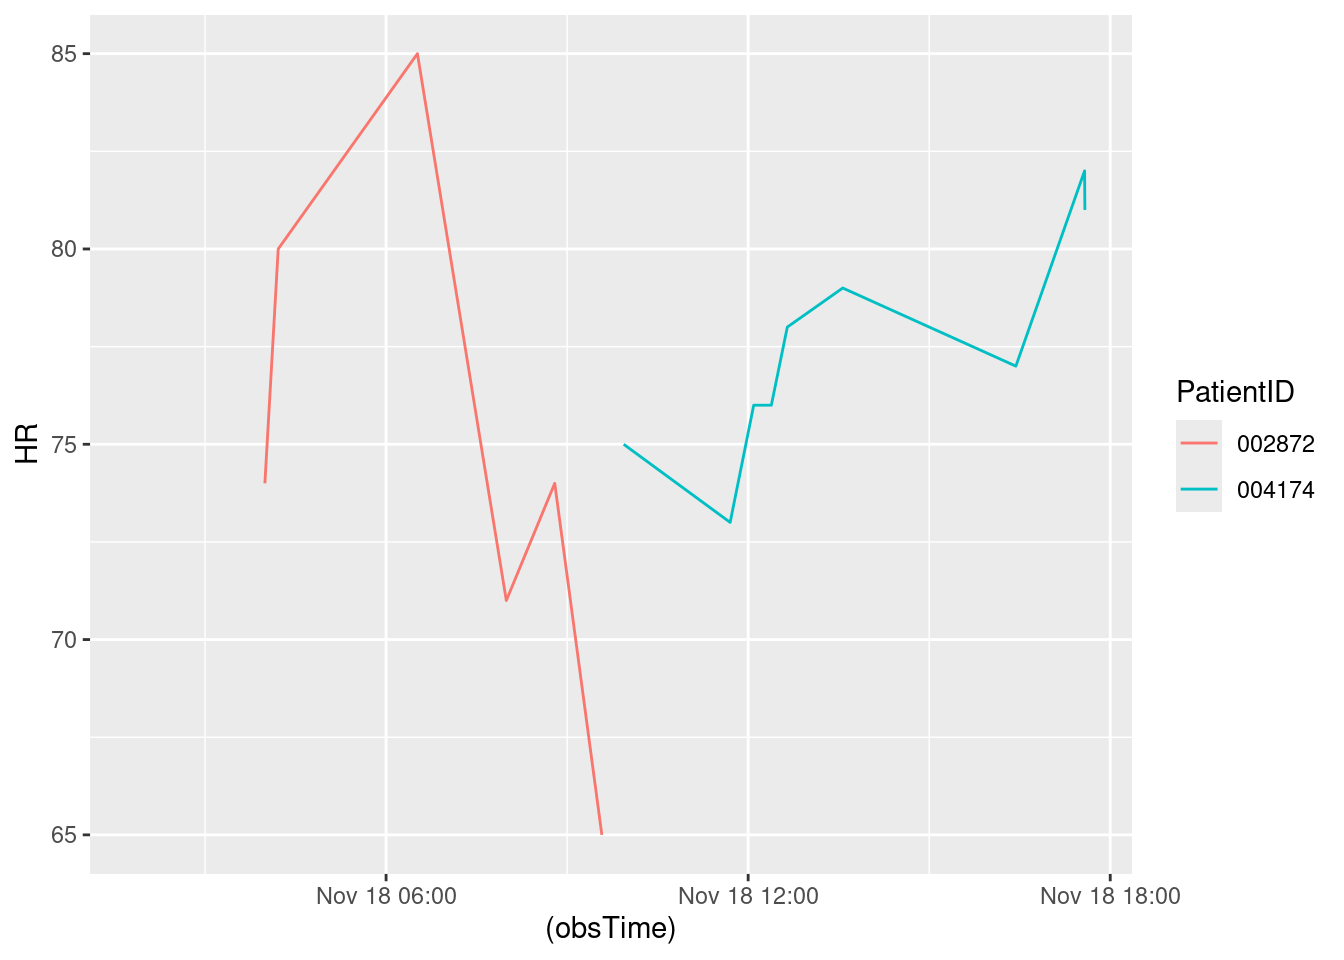 85
80
75
70
65
HR
Nov 18 06:00
Nov 18 12:00
Nov 18 18:00
(obsTime)
PatientID
002872
004174